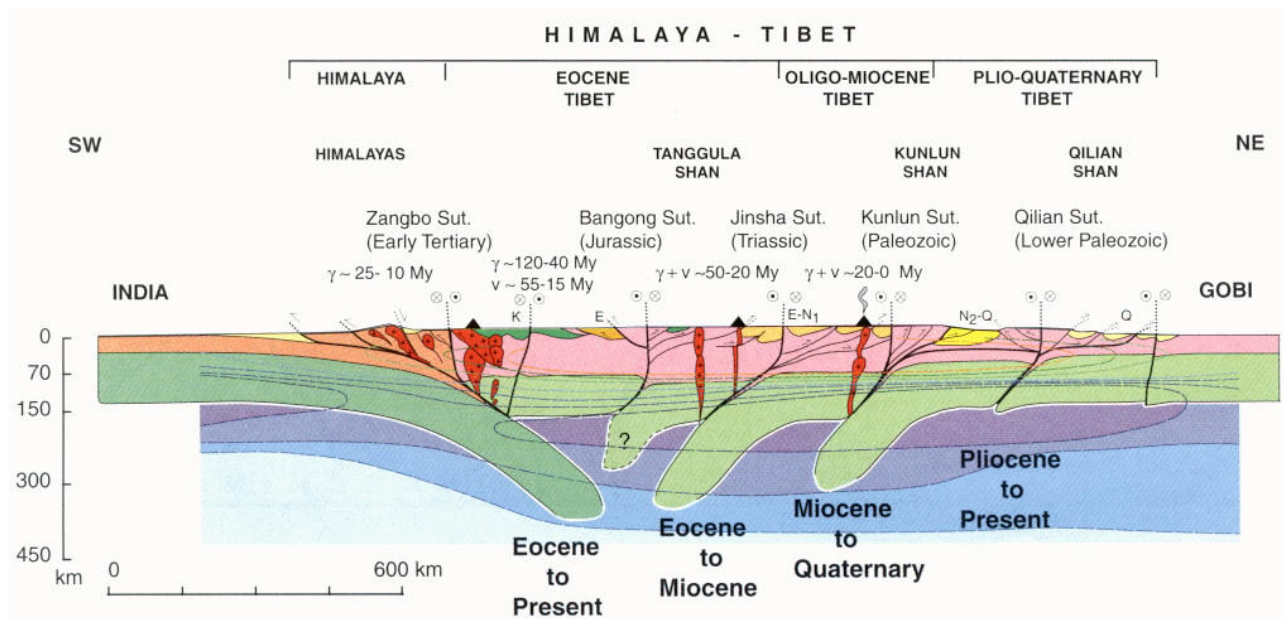 HIMALAYA - TIBET
HIMALAYA
EOCENE
TIBET
OLIGO-MIOCENE
TIBET
PLIO-QUATERNARY
TIBET
SW
NE
HIMALAYAS
TANGGULA
SHAN
KUNLUN
SHAN
QILIAN
SHAN
Zangbo Sut.
(Early Tertiary)
Bangong Sut.
(Jurassic)
Jinsha Sut.
(Triassic)
Kunlun Sut.
(Paleozoic)
Qilian Sut.
(Lower Paleozoic)
γ ~ 25- 10 My
γ ~120-40 My
v ~ 55-15 My
γ + v ~50-20 My
γ + v ~20-0 My
INDIA
GOBI
K
E
E-N₁
N₂-Q
Q
0
70
150
300
450
km
?
Eocene
to
Present
Eocene
to
Miocene
Miocene
to
Quaternary
Pliocene
to
Present
0
600 km